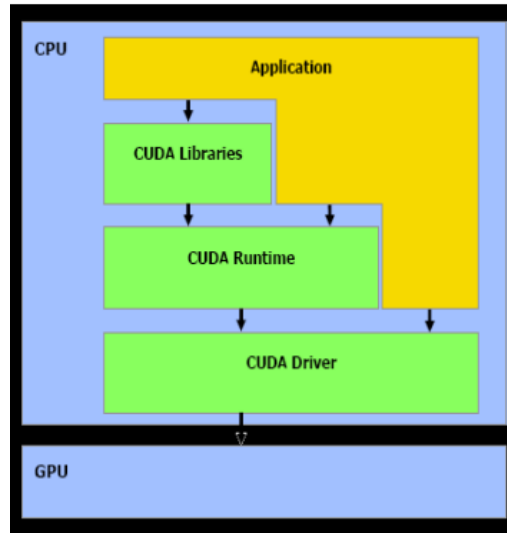 CPU
Application
CUDA Libraries
CUDA Runtime
CUDA Driver
GPU